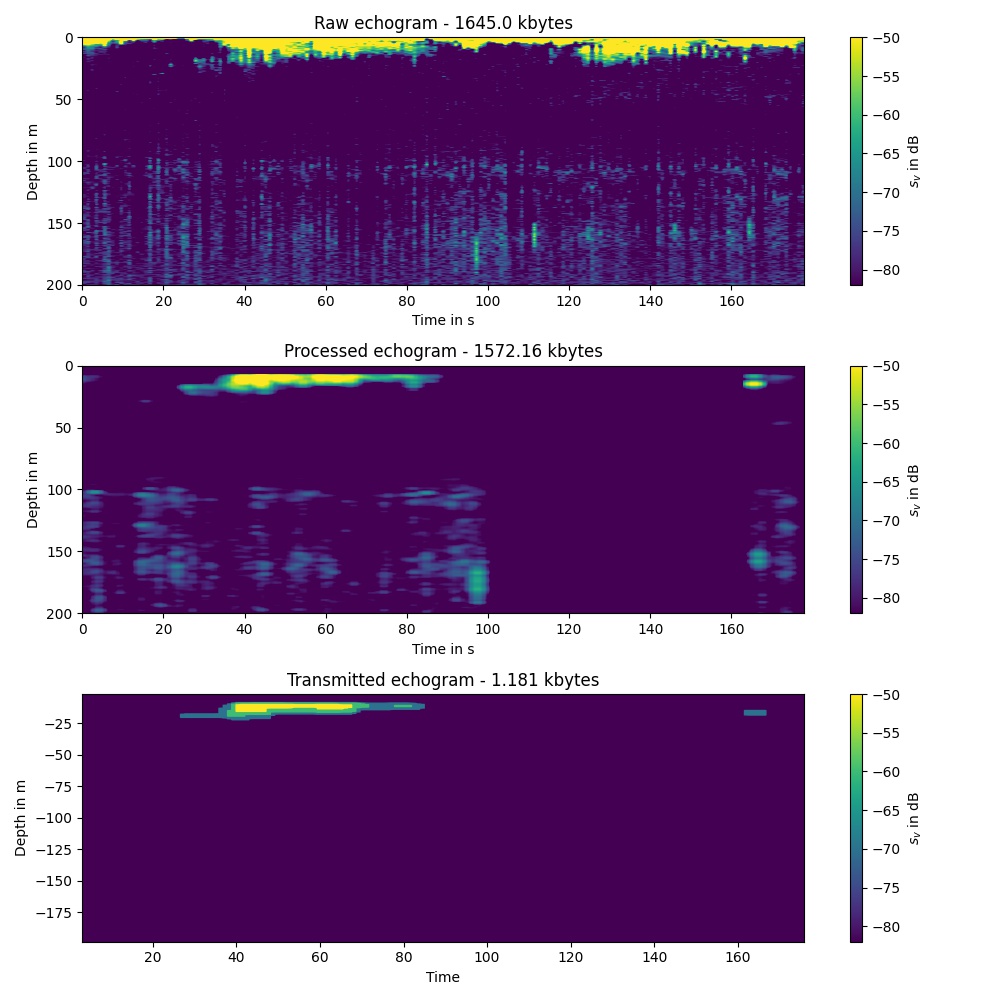 Raw echogram - 1645.0 kbytes
0
50
100
150
200
Depth in m
0 20 40 60 80 100 120 140 160
Time in s
−50
−55
−60
−65
−70
−75
−80
s_v in dB
Processed echogram - 1572.16 kbytes
0
50
100
150
200
Depth in m
0 20 40 60 80 100 120 140 160
Time in s
−50
−55
−60
−65
−70
−75
−80
s_v in dB
Transmitted echogram - 1.181 kbytes
−25
−50
−75
−100
−125
−150
−175
Depth in m
20 40 60 80 100 120 140 160
Time
−50
−55
−60
−65
−70
−75
−80
s_v in dB